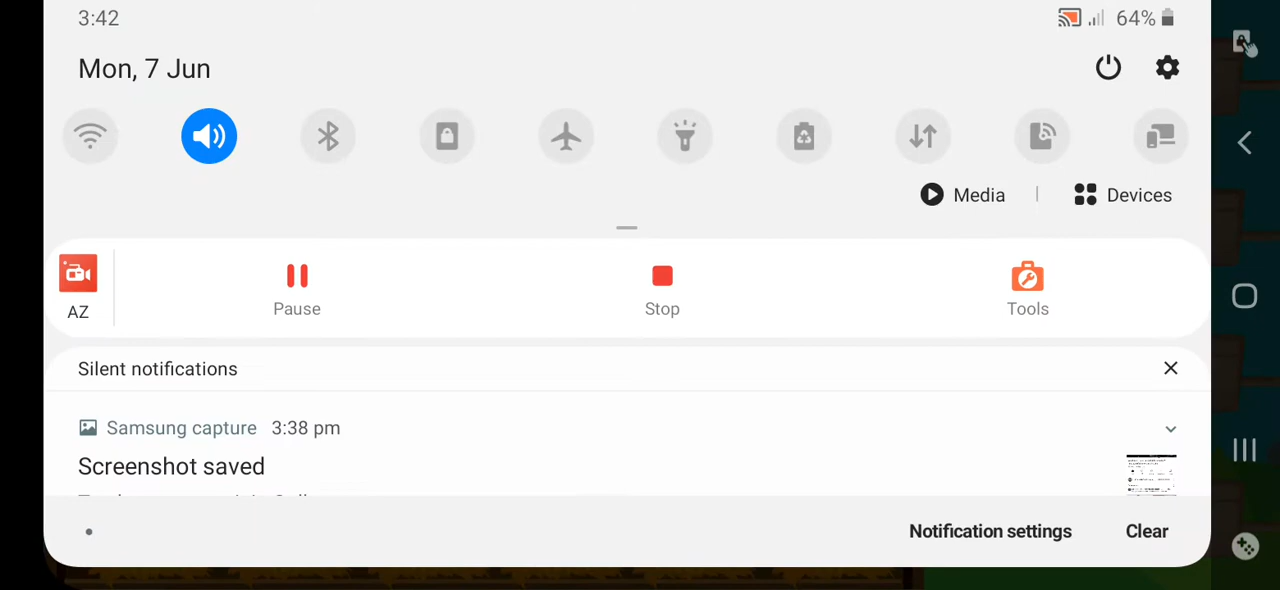 3:42
64%
Mon, 7 Jun
Media
Devices
AZ
Pause
Stop
Tools
Silent notifications
Samsung capture 3:38 pm
Screenshot saved
Notification settings
Clear